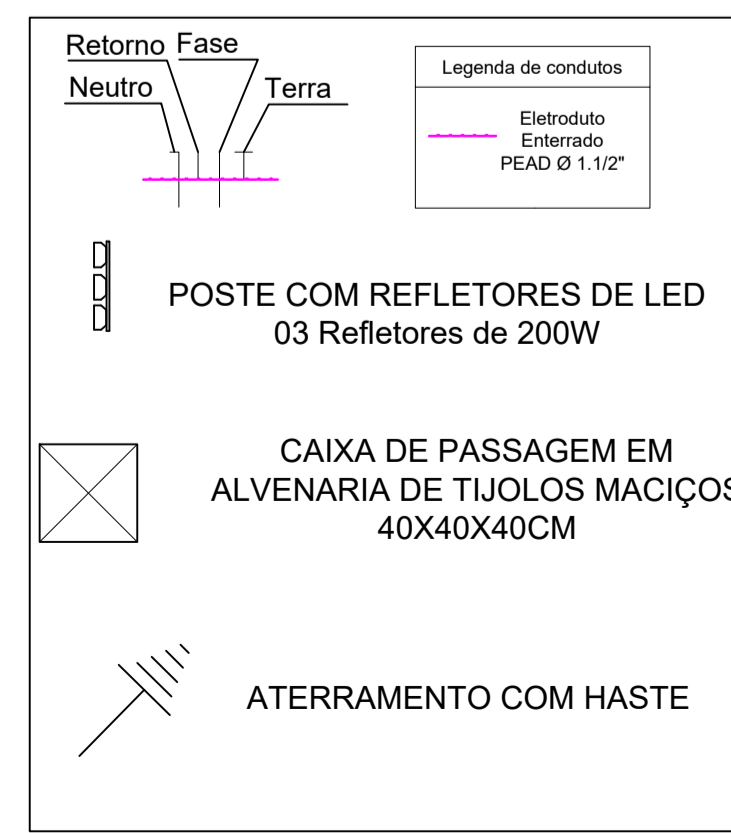 Retorno Fase
Neutro Terra
Legenda de condutos
Eletroduto
Enterrado
PEAD Ø 1.1/2"
POSTE COM REFLETORES DE LED
03 Refletores de 200W
CAIXA DE PASSAGEM EM
ALVENARIA DE TIJOLOS MACIÇOS
40X40X40CM
ATERRAMENTO COM HASTE